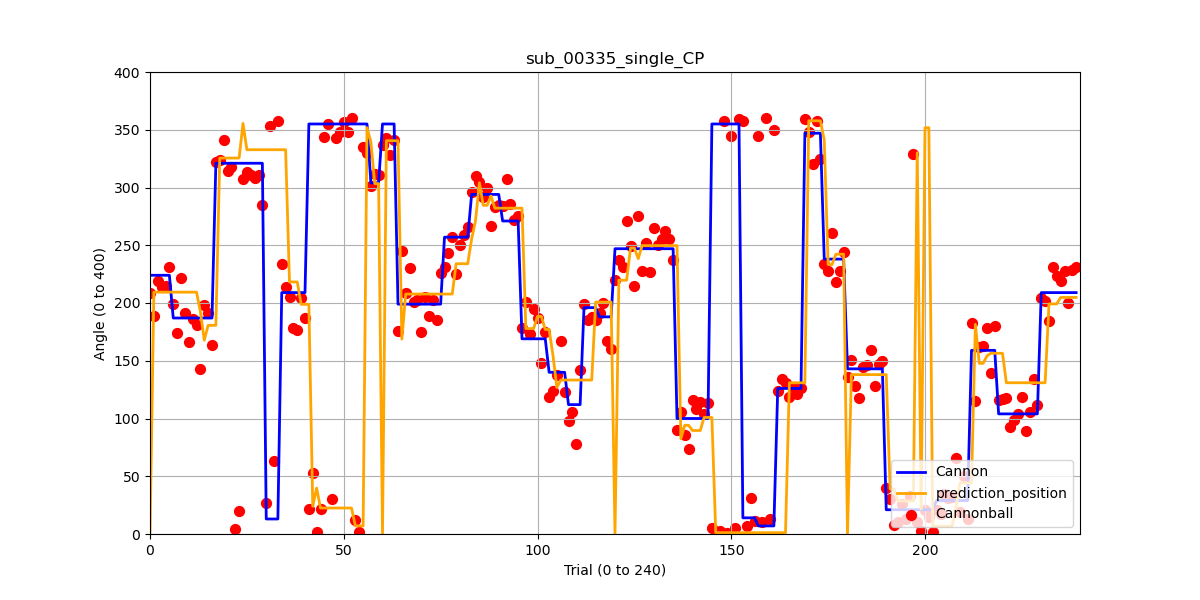 sub_00335_single_CP
400
350
300
250
200
150
100
50
0
Angle (0 to 400)
0
50
100
150
200
Trial (0 to 240)
Cannon
prediction_position
Cannonball